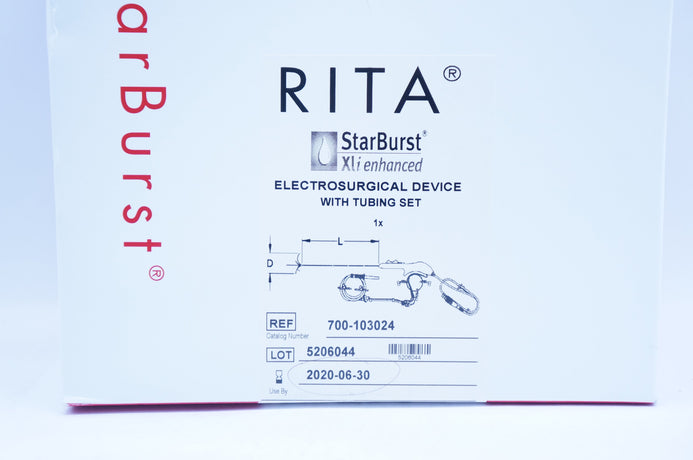 arBurst®
RITA®
StarBurst®
XLi enhanced
ELECTROSURGICAL DEVICE
WITH TUBING SET
1x
L
D
REF 700-103024
Catalog Number
LOT 5206044
5206044
2020-06-30
Use By